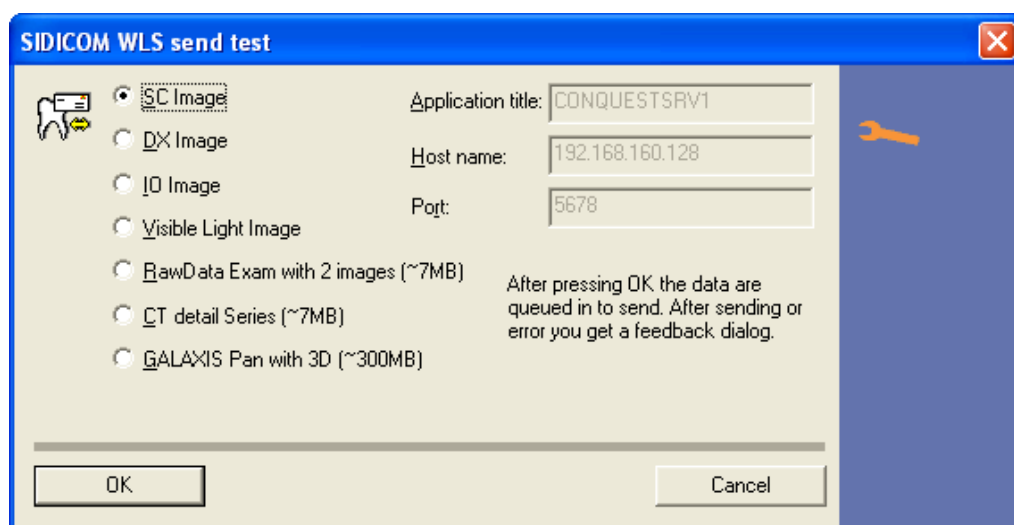 SIDICOM WLS send test
SC Image
DX Image
IO Image
Visible Light Image
RawData Exam with 2 images (~7MB)
CT detail Series (~7MB)
GALAXIS Pan with 3D (~300MB)
Application title: CONQUESTSRV1
Host name: 192.168.160.128
Port: 5678
After pressing OK the data are
queued in to send. After sending or
error you get a feedback dialog.
OK
Cancel